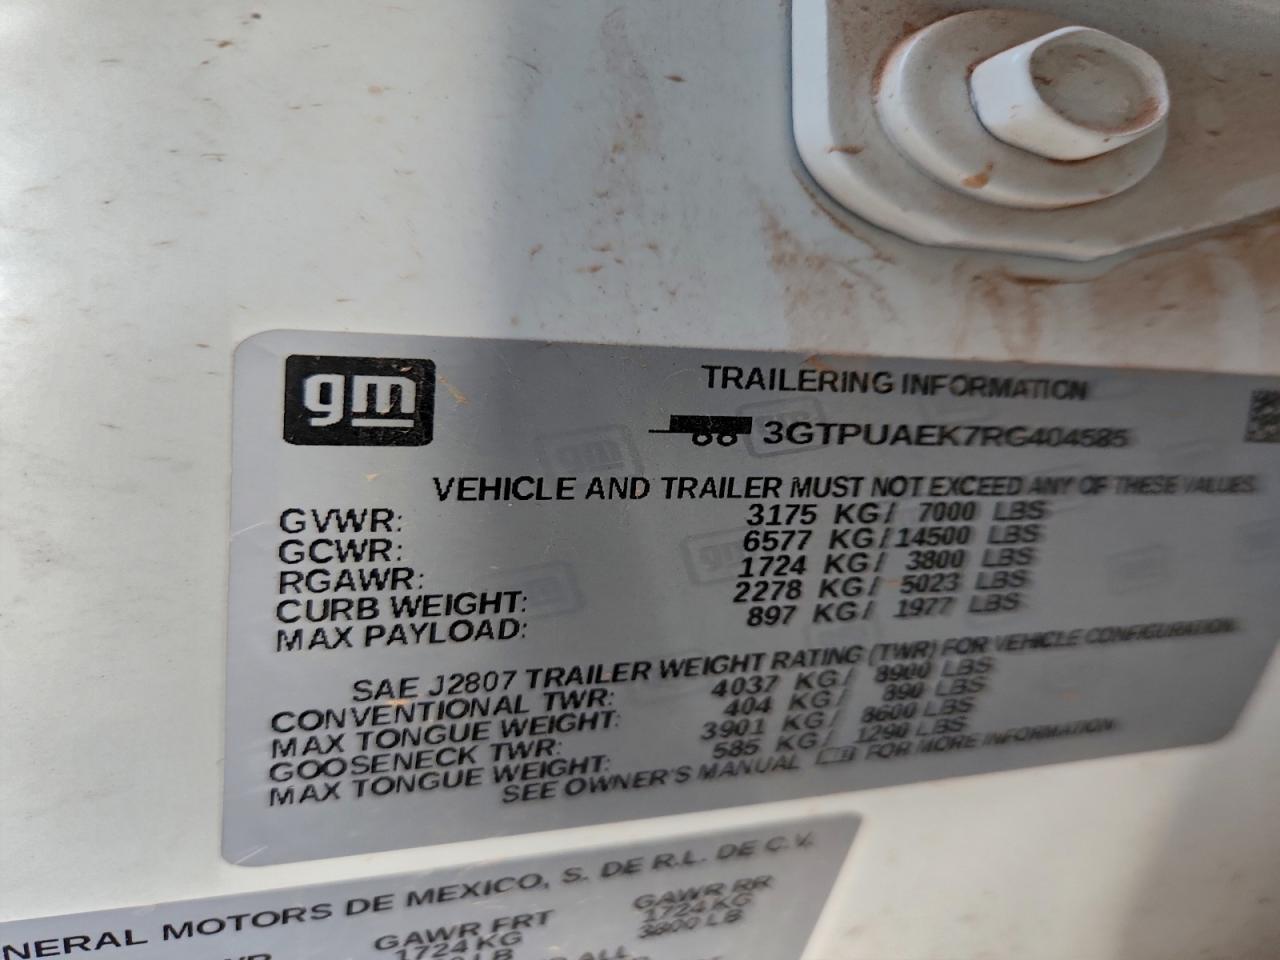 gm
TRAILERING INFORMATION
3GTPUAEK7RG404585
VEHICLE AND TRAILER MUST NOT EXCEED ANY OF THESE VALUES.
GVWR: 3175 KG/ 7000 LBS
GCWR: 6577 KG/ 14500 LBS
RGAWR: 1724 KG/ 3800 LBS
CURB WEIGHT: 2278 KG/ 5023 LBS
MAX PAYLOAD: 897 KG/ 1977 LBS
SAE J2807 TRAILER WEIGHT RATING (TWR) FOR VEHICLE CONFIGURATION.
CONVENTIONAL TWR: 4037 KG/ 8900 LBS
MAX TONGUE WEIGHT: 404 KG/ 890 LBS
GOOSENECK TWR: 3901 KG/ 8600 LBS
MAX TONGUE WEIGHT: 585 KG/ 1290 LBS
SEE OWNER'S MANUAL FOR MORE INFORMATION.
NERAL MOTORS DE MEXICO, S. DE R.L. DE C.V.
GAWR FRT GAWR RR
1724 KG 1724 KG
LB 3800 LB
ALL